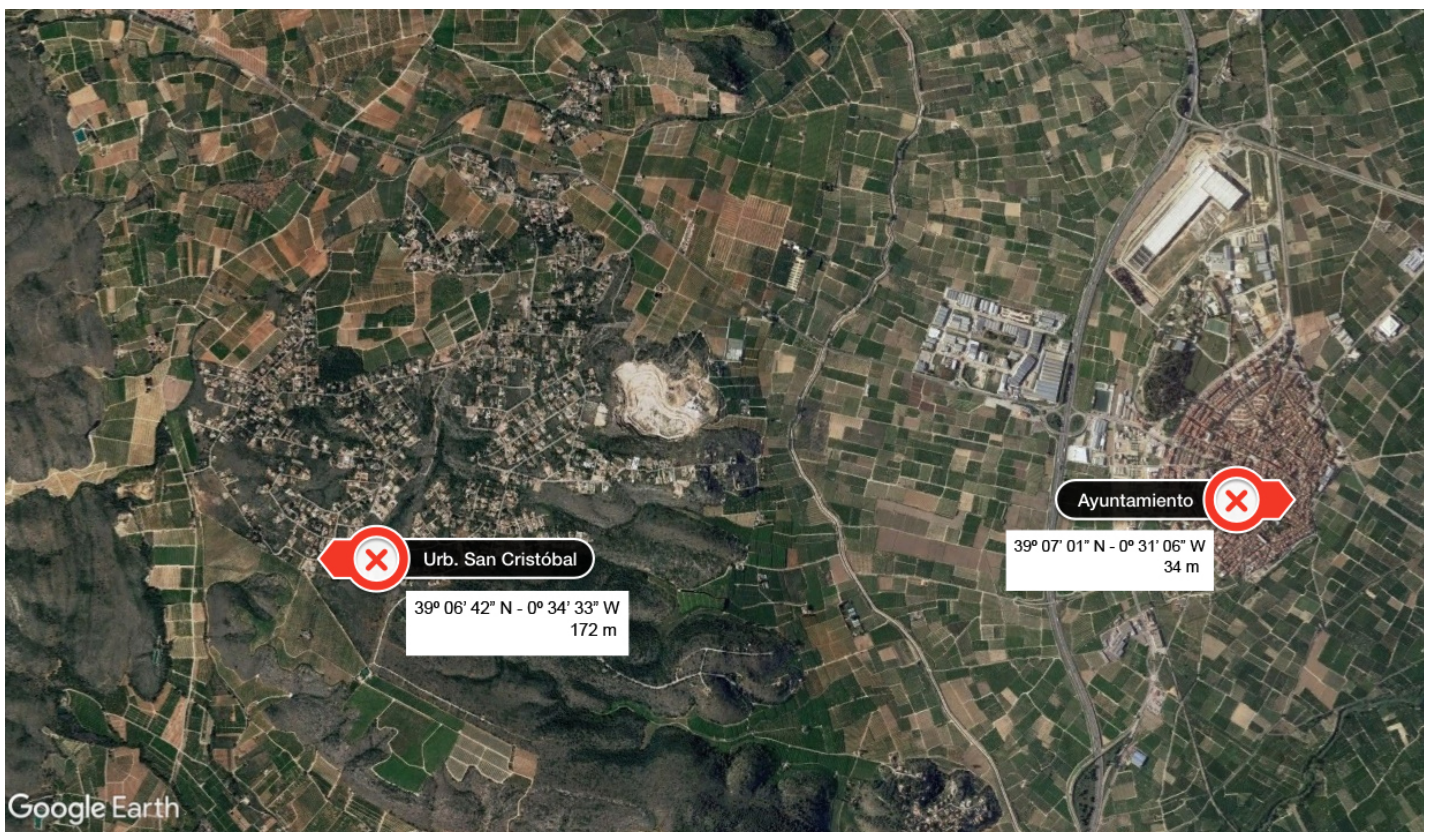 Ayuntamiento
39º 07’ 01” N - 0º 31’ 06” W
34 m
Urb. San Cristóbal
39º 06’ 42” N - 0º 34’ 33” W
172 m
Google Earth